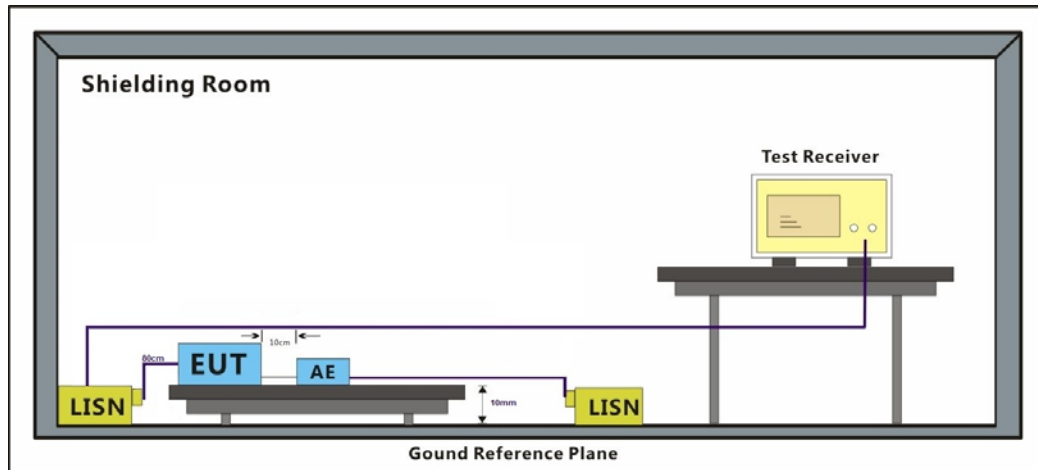 Shielding Room
Test Receiver
10cm
80cm
EUT
AE
LISN
10mm
LISN
Gound Reference Plane